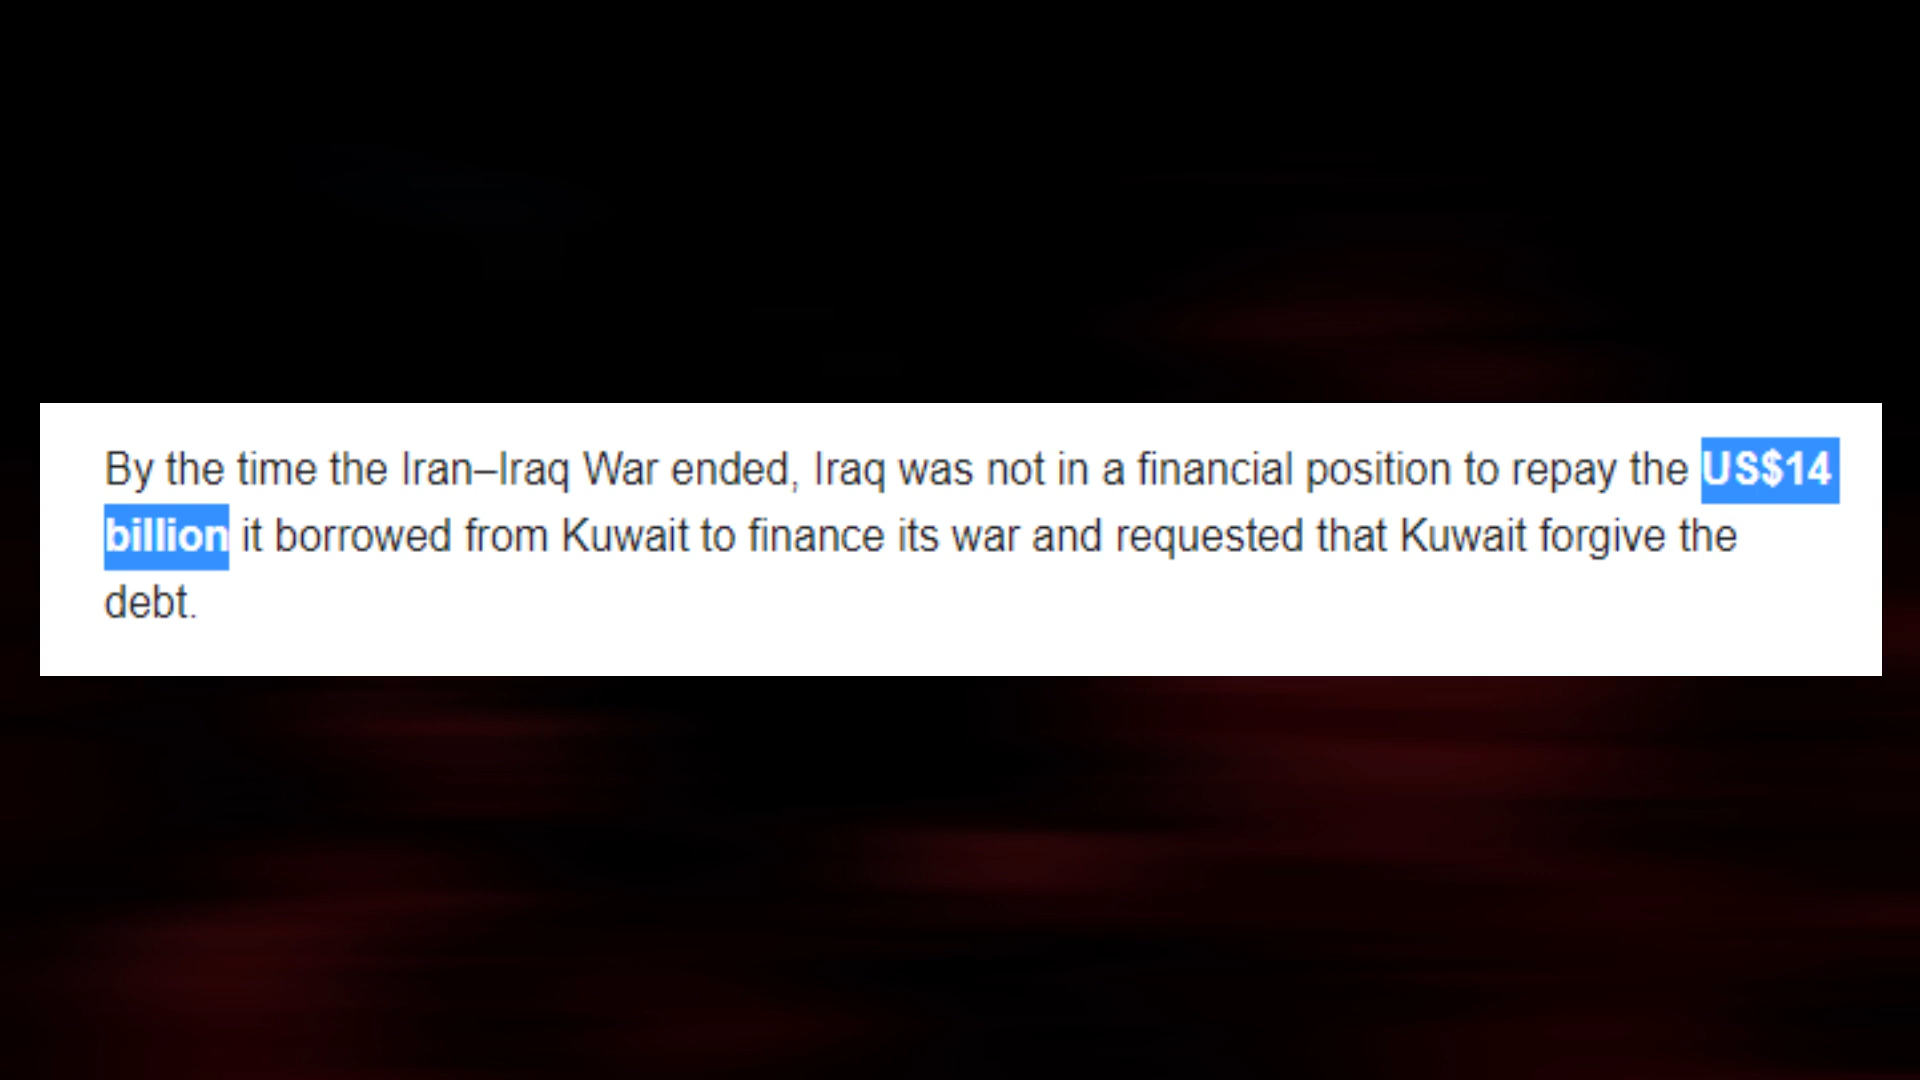 By the time the Iran–Iraq War ended, Iraq was not in a financial position to repay the US$14
billion it borrowed from Kuwait to finance its war and requested that Kuwait forgive the
debt.